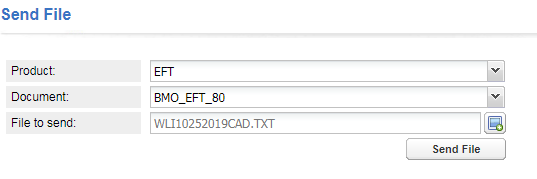 Send File
Product: EFT
Document: BMO_EFT_80
File to send: WLI10252019CAD.TXT
Send File